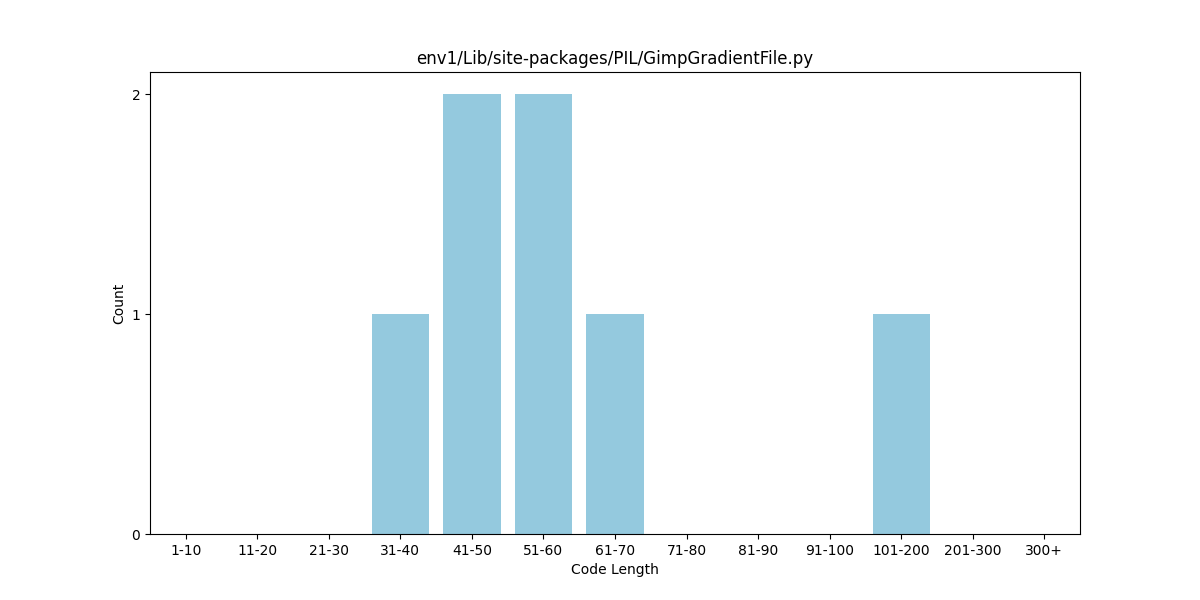 env1/Lib/site-packages/PIL/GimpGradientFile.py
2
1
0
Count
1-10 11-20 21-30 31-40 41-50 51-60 61-70 71-80 81-90 91-100 101-200 201-300 300+
Code Length